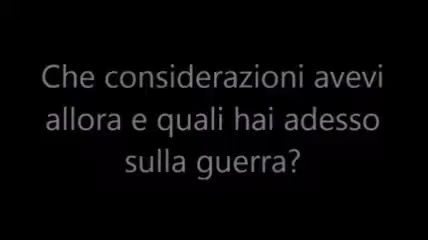 Che considerazioni avevi
allora e quali hai adesso
sulla guerra?